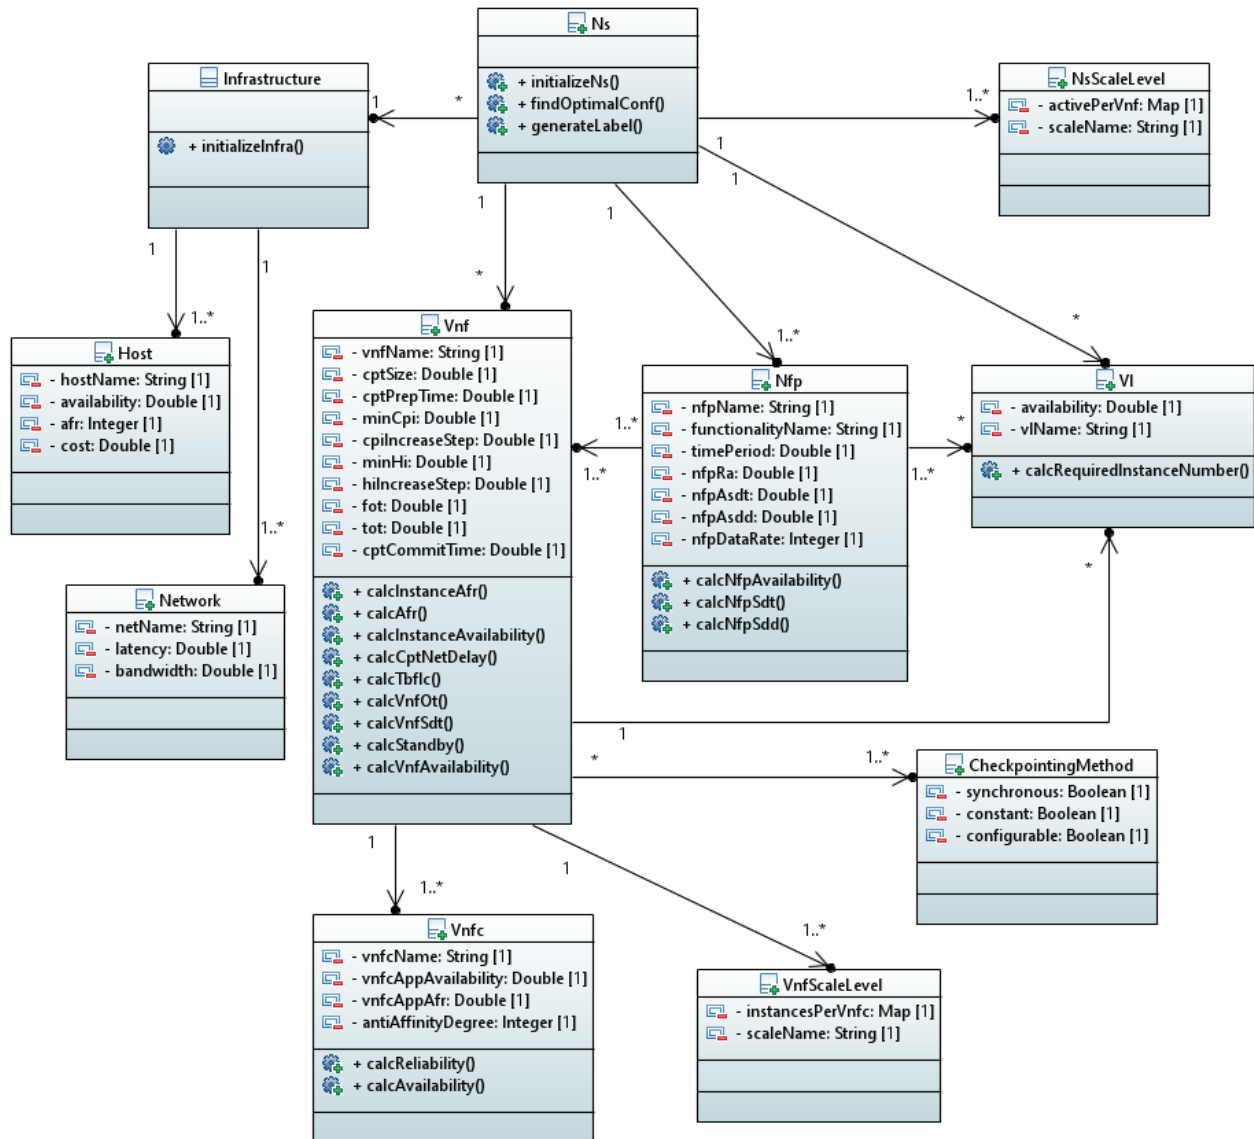 Ns
+ initializeNs()
+ findOptimalConf()
+ generateLabel()
Infrastructure
+ initializeInfra()
NsScaleLevel
- activePerVnf: Map [1]
- scaleName: String [1]
1
*
1
1..*
1
1
1
1
1
1..*
1..*
*
1..*
*
Host
- hostName: String [1]
- availability: Double [1]
- afr: Integer [1]
- cost: Double [1]
Network
- netName: String [1]
- latency: Double [1]
- bandwidth: Double [1]
Vnf
- vnfName: String [1]
- cptSize: Double [1]
- cptPrepTime: Double [1]
- minCpi: Double [1]
- cpiIncreaseStep: Double [1]
- minHi: Double [1]
- hiIncreaseStep: Double [1]
- fot: Double [1]
- tot: Double [1]
- cptCommitTime: Double [1]
+ calcInstanceAfr()
+ calcAfr()
+ calcInstanceAvailability()
+ calcCptNetDelay()
+ calcTbflc()
+ calcVnfOt()
+ calcVnfSdt()
+ calcStandby()
+ calcVnfAvailability()
1..*
1..*
Nfp
- nfpName: String [1]
- functionalityName: String [1]
- timePeriod: Double [1]
- nfpRa: Double [1]
- nfpAsdt: Double [1]
- nfpAsdd: Double [1]
- nfpDataRate: Integer [1]
+ calcNfpAvailability()
+ calcNfpSdt()
+ calcNfpSdd()
*
1..*
Vl
- availability: Double [1]
- vlName: String [1]
+ calcRequiredInstanceNumber()
*
1
*
1..*
CheckpointingMethod
- synchronous: Boolean [1]
- constant: Boolean [1]
- configurable: Boolean [1]
1
1
1..*
1..*
Vnfc
- vnfcName: String [1]
- vnfcAppAvailability: Double [1]
- vnfcAppAfr: Double [1]
- antiAffinityDegree: Integer [1]
+ calcReliability()
+ calcAvailability()
VnfScaleLevel
- instancesPerVnfc: Map [1]
- scaleName: String [1]